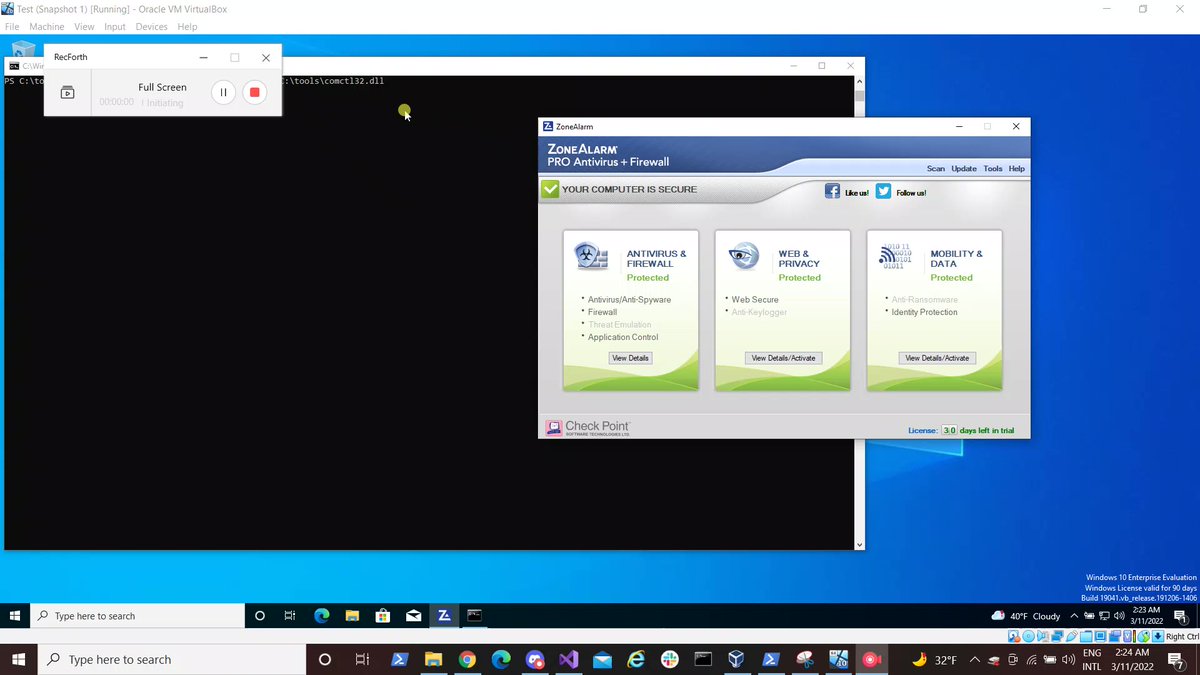 Test (Snapshot 1) [Running] - Oracle VM VirtualBox
File Machine View Input Devices Help
RecForth
C:\Win
PS C:\to
C:\tools\comctl32.dll
Full Screen
00:00:00 ! Initiating
ZoneAlarm
ZONEALARM
PRO Antivirus + Firewall
Scan Update Tools Help
YOUR COMPUTER IS SECURE
Like us! Follow us!
ANTIVIRUS &
FIREWALL
Protected
• Antivirus/Anti-Spyware
• Firewall
• Threat Emulation
• Application Control
View Details
WEB &
PRIVACY
Protected
• Web Secure
• Anti-Keylogger
View Details/Activate
MOBILITY &
DATA
Protected
• Anti-Ransomware
• Identity Protection
View Details/Activate
Check Point
SOFTWARE TECHNOLOGIES LTD.
License: 30 days left in trial
Windows 10 Enterprise Evaluation
Windows License valid for 90 days
Build 19041.vb_release.191206-1406
Type here to search
40°F Cloudy
2:23 AM
3/11/2022
1
Right Ctrl
Type here to search
32°F
ENG
INTL
2:24 AM
3/11/2022
7